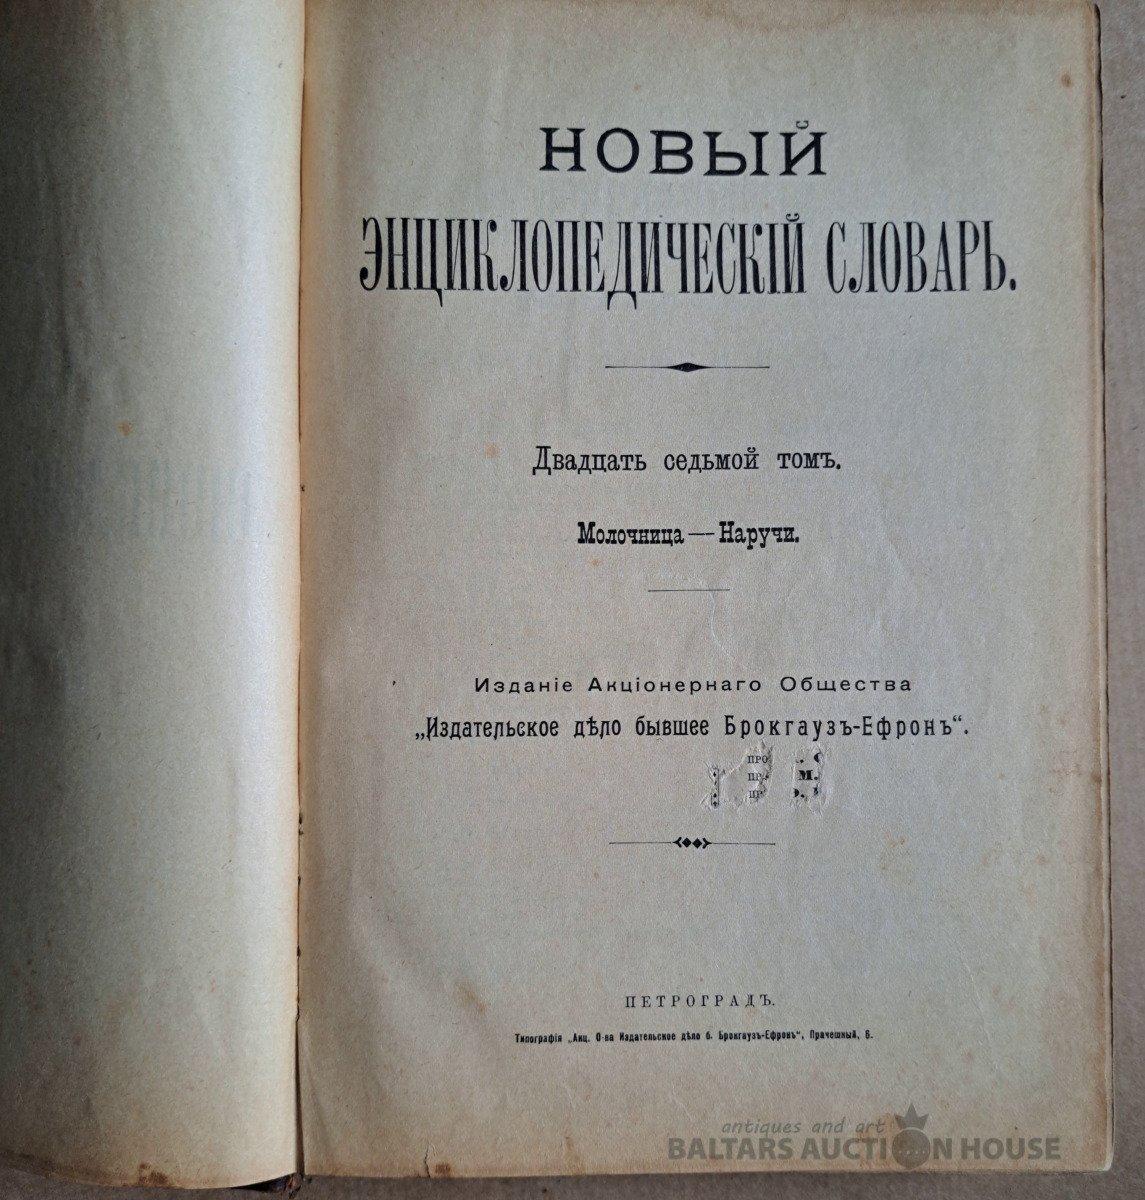 НОВЫЙ
ЭНЦИКЛОПЕДИЧЕСКІЙ СЛОВАРЬ.
Двадцать седьмой томъ.
Молочница — Наручи.
Изданіе Акціонернаго Общества
„Издательское дѣло бывшее Брокгаузъ-Ефронъ“.
ПЕТРОГРАДЪ.
Типографія „Акц. О-ва Издательское дѣло б. Брокгаузъ-Ефронъ“, Прачешный, 6.
antiques and art
BALTARS AUCTION HOUSE